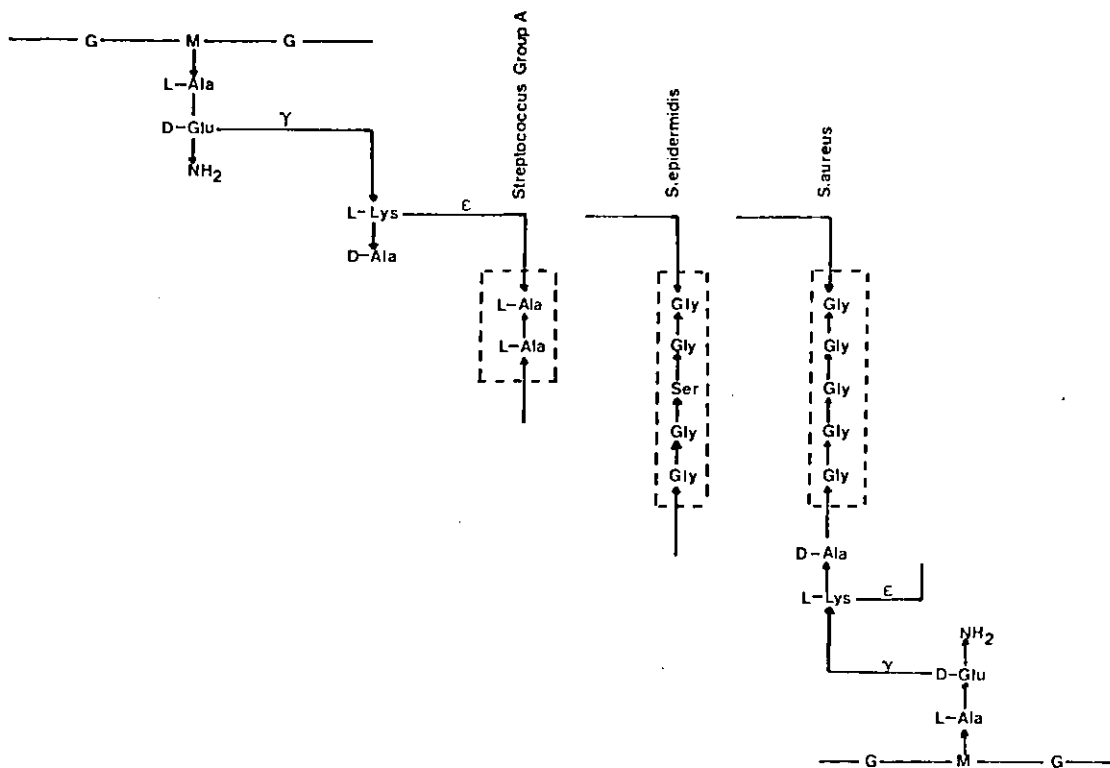 G M G
L-Ala
D-Glu γ
NH2
L-Lys ε
D-Ala
Streptococcus Group A
L-Ala
L-Ala
S.epidermidis
Gly
Gly
Ser
Gly
Gly
S.aureus
Gly
Gly
Gly
Gly
Gly
D-Ala
L-Lys ε
NH2
γ D-Glu
L-Ala
G M G